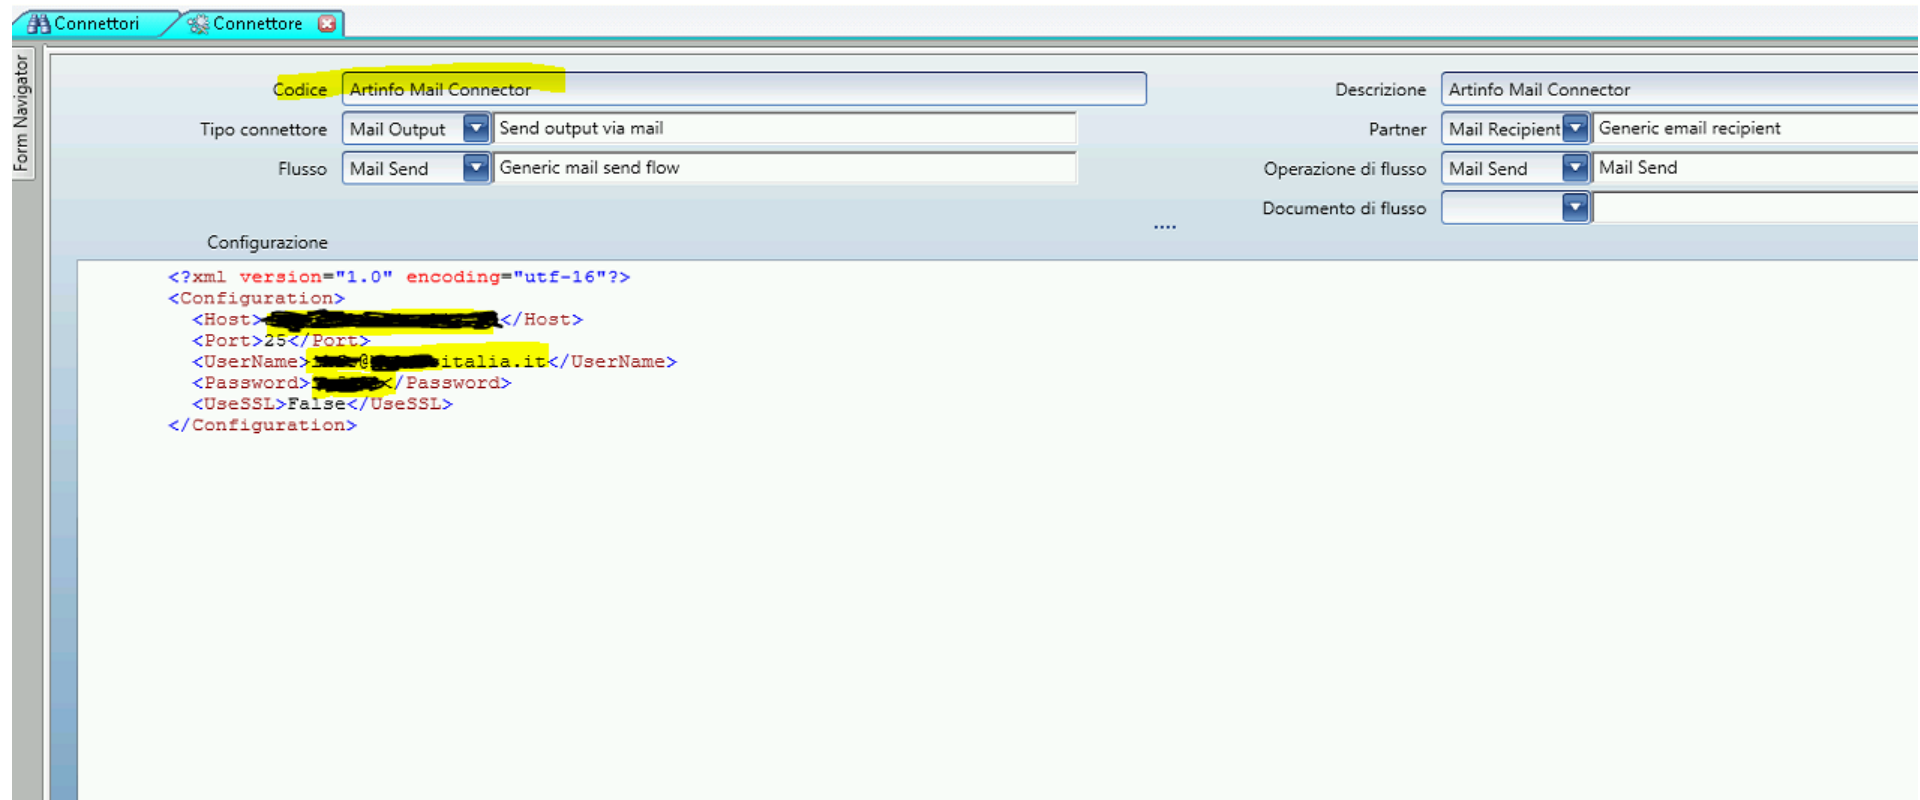 Connettori
Connettore
Form Navigator
Codice Artinfo Mail Connector Descrizione Artinfo Mail Connector
Tipo connettore Mail Output Send output via mail Partner Mail Recipient Generic email recipient
Flusso Mail Send Generic mail send flow Operazione di flusso Mail Send Mail Send
Documento di flusso
Configurazione
<?xml version="1.0" encoding="utf-16"?>
<Configuration>
<Host></Host>
<Port>25</Port>
<UserName>@italia.it</UserName>
<Password></Password>
<UseSSL>False</UseSSL>
</Configuration>